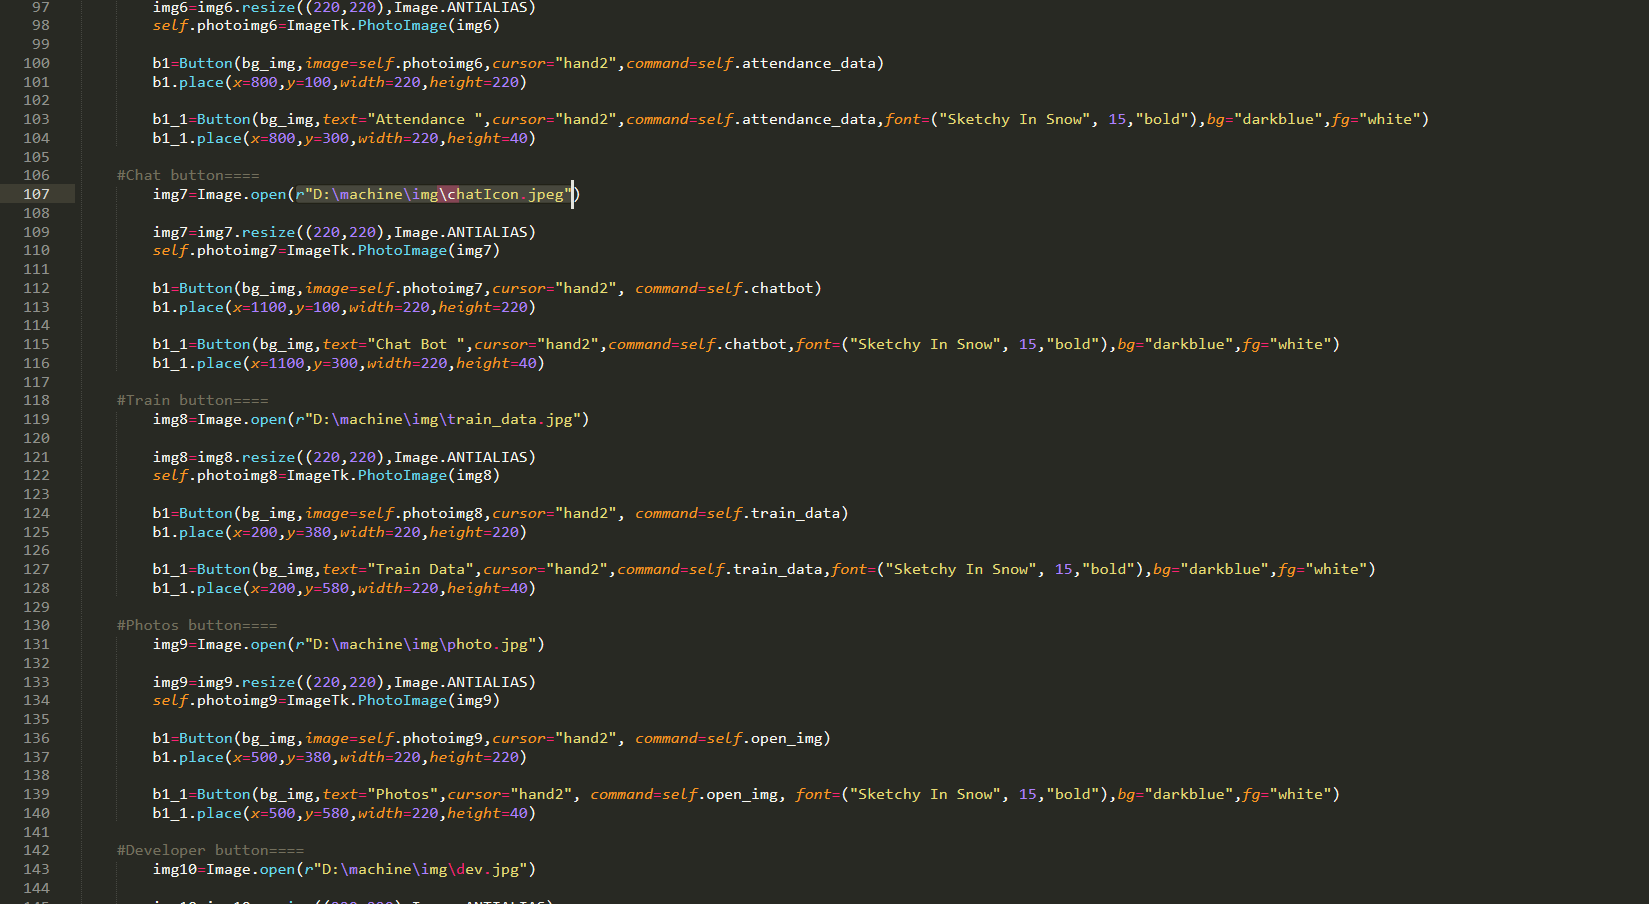 97 img6=img6.resize((220,220),Image.ANTIALIAS)
98 self.photoimg6=ImageTk.PhotoImage(img6)
99
100 b1=Button(bg_img,image=self.photoimg6,cursor="hand2",command=self.attendance_data)
101 b1.place(x=800,y=100,width=220,height=220)
102
103 b1_1=Button(bg_img,text="Attendance ",cursor="hand2",command=self.attendance_data,font=("Sketchy In Snow", 15,"bold"),bg="darkblue",fg="white")
104 b1_1.place(x=800,y=300,width=220,height=40)
105
106 #Chat button====
107 img7=Image.open(r"D:\machine\img\chatIcon.jpeg")
108
109 img7=img7.resize((220,220),Image.ANTIALIAS)
110 self.photoimg7=ImageTk.PhotoImage(img7)
111
112 b1=Button(bg_img,image=self.photoimg7,cursor="hand2", command=self.chatbot)
113 b1.place(x=1100,y=100,width=220,height=220)
114
115 b1_1=Button(bg_img,text="Chat Bot ",cursor="hand2",command=self.chatbot,font=("Sketchy In Snow", 15,"bold"),bg="darkblue",fg="white")
116 b1_1.place(x=1100,y=300,width=220,height=40)
117
118 #Train button====
119 img8=Image.open(r"D:\machine\img\train_data.jpg")
120
121 img8=img8.resize((220,220),Image.ANTIALIAS)
122 self.photoimg8=ImageTk.PhotoImage(img8)
123
124 b1=Button(bg_img,image=self.photoimg8,cursor="hand2", command=self.train_data)
125 b1.place(x=200,y=380,width=220,height=220)
126
127 b1_1=Button(bg_img,text="Train Data",cursor="hand2",command=self.train_data,font=("Sketchy In Snow", 15,"bold"),bg="darkblue",fg="white")
128 b1_1.place(x=200,y=580,width=220,height=40)
129
130 #Photos button====
131 img9=Image.open(r"D:\machine\img\photo.jpg")
132
133 img9=img9.resize((220,220),Image.ANTIALIAS)
134 self.photoimg9=ImageTk.PhotoImage(img9)
135
136 b1=Button(bg_img,image=self.photoimg9,cursor="hand2", command=self.open_img)
137 b1.place(x=500,y=380,width=220,height=220)
138
139 b1_1=Button(bg_img,text="Photos",cursor="hand2", command=self.open_img, font=("Sketchy In Snow", 15,"bold"),bg="darkblue",fg="white")
140 b1_1.place(x=500,y=580,width=220,height=40)
141
142 #Developer button====
143 img10=Image.open(r"D:\machine\img\dev.jpg")
144